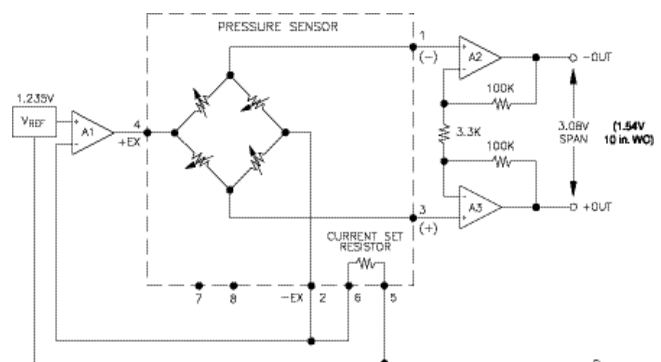 PRESSURE SENSOR
1
(-)
A2
-OUT
100K
1.235V
VREF
+
-
A1
4
+EX
3.3K
3.08V
SPAN
(1.54V
10 in. WC)
100K
A3
+OUT
3
(+)
CURRENT SET
RESISTOR
7
8
-EX
2
6
5